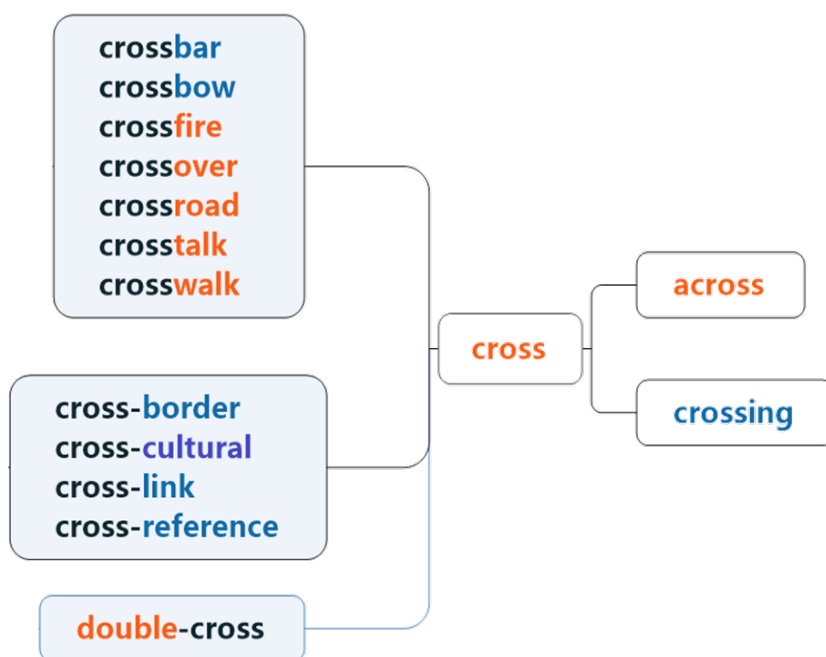 crossbar
crossbow
crossfire
crossover
crossroad
crosstalk
crosswalk
cross-border
cross-cultural
cross-link
cross-reference
double-cross
cross
across
crossing